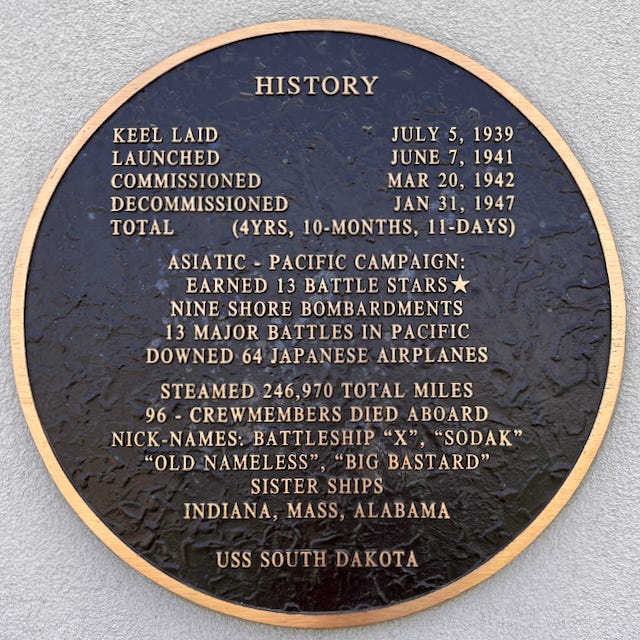 HISTORY
KEEL LAID JULY 5, 1939
LAUNCHED JUNE 7, 1941
COMMISSIONED MAR 20, 1942
DECOMMISSIONED JAN 31, 1947
TOTAL (4YRS, 10-MONTHS, 11-DAYS)
ASIATIC - PACIFIC CAMPAIGN:
EARNED 13 BATTLE STARS★
NINE SHORE BOMBARDMENTS
13 MAJOR BATTLES IN PACIFIC
DOWNED 64 JAPANESE AIRPLANES
STEAMED 246,970 TOTAL MILES
96 - CREWMEMBERS DIED ABOARD
NICK-NAMES: BATTLESHIP “X”, “SODAK”
“OLD NAMELESS”, “BIG BASTARD”
SISTER SHIPS
INDIANA, MASS, ALABAMA
USS SOUTH DAKOTA